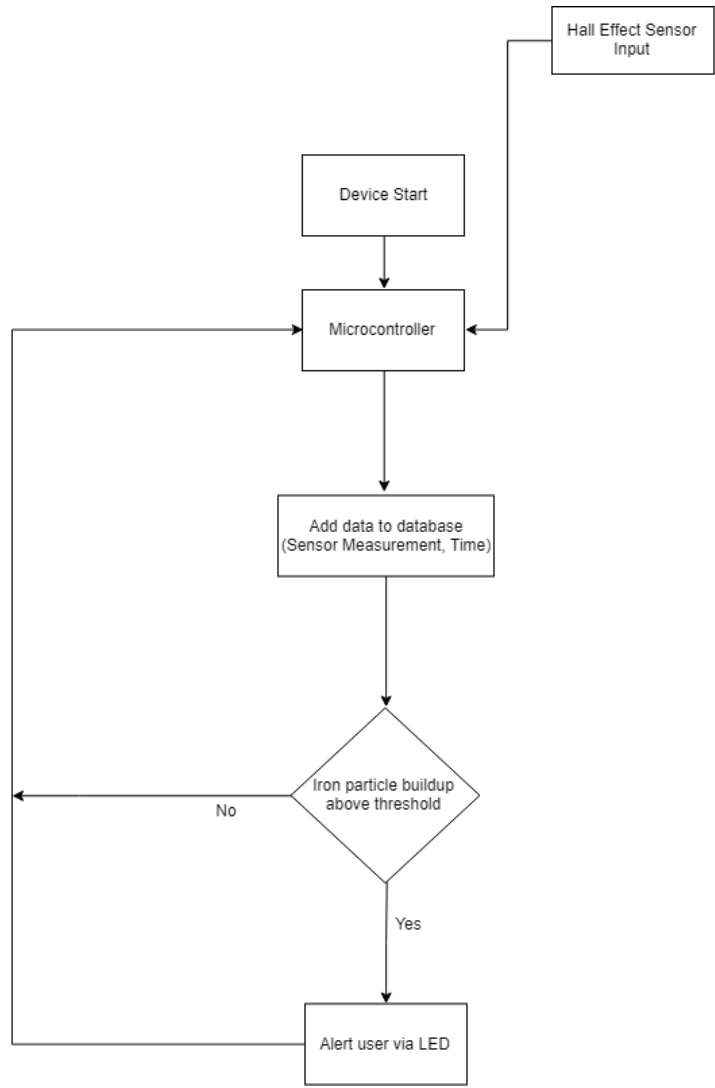 Hall Effect Sensor
Input
Device Start
Microcontroller
Add data to database
(Sensor Measurement, Time)
Iron particle buildup
above threshold
No
Yes
Alert user via LED